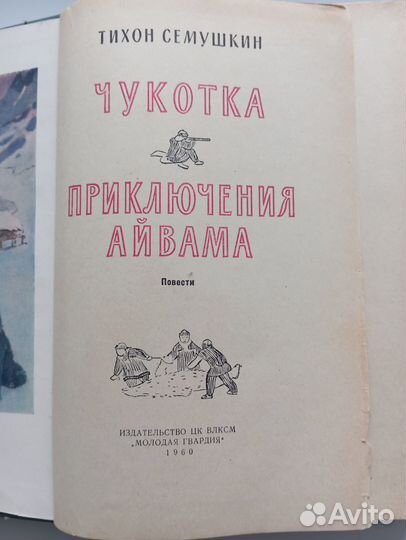 ТИХОН СЕМУШКИН
ЧУКОТКА
ПРИКЛЮЧЕНИЯ
АЙВАМА
Повести
ИЗДАТЕЛЬСТВО ЦК ВЛКСМ
„МОЛОДАЯ ГВАРДИЯ"
1960
Avito